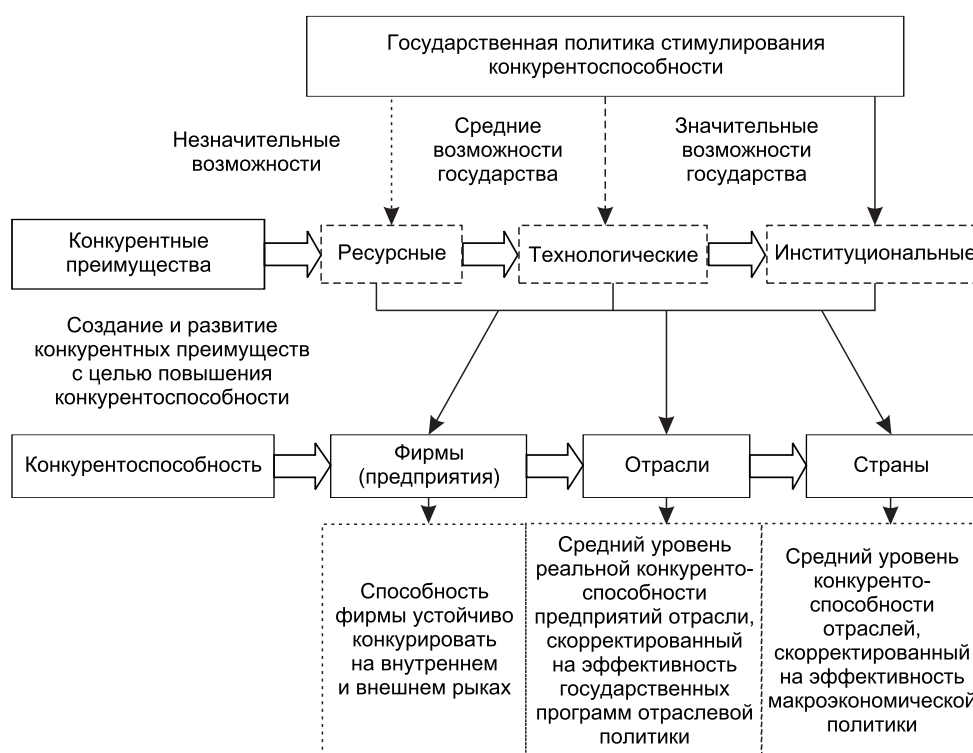 Государственная политика стимулирования
конкурентоспособности
Незначительные
возможности
Средние
возможности
государства
Значительные
возможности
государства
Конкурентные
преимущества
Ресурсные
Технологические
Институциональные
Создание и развитие
конкурентных преимуществ
с целью повышения
конкурентоспособности
Конкурентоспособность
Фирмы
(предприятия)
Отрасли
Страны
Способность
фирмы устойчиво
конкурировать
на внутреннем
и внешнем рыках
Средний уровень
реальной конкуренто-
способности
предприятий отрасли,
скорректированный
на эффективность
государственных
программ отраслевой
политики
Средний уровень
конкуренто-
способности
отраслей,
скорректированный
на эффективность
макроэкономической
политики